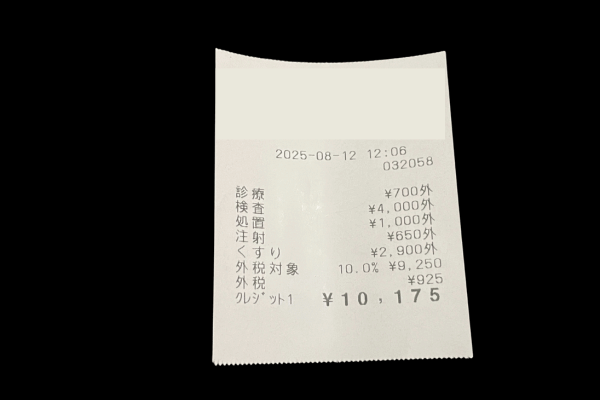 2025-08-12 12:06
032058
診療 ¥700外
検査 ¥4,000外
処置 ¥1,000外
注射 ¥650外
くすり ¥2,900外
外税対象 10.0% ¥9,250
外税 ¥925
クレジット1 ¥10,175